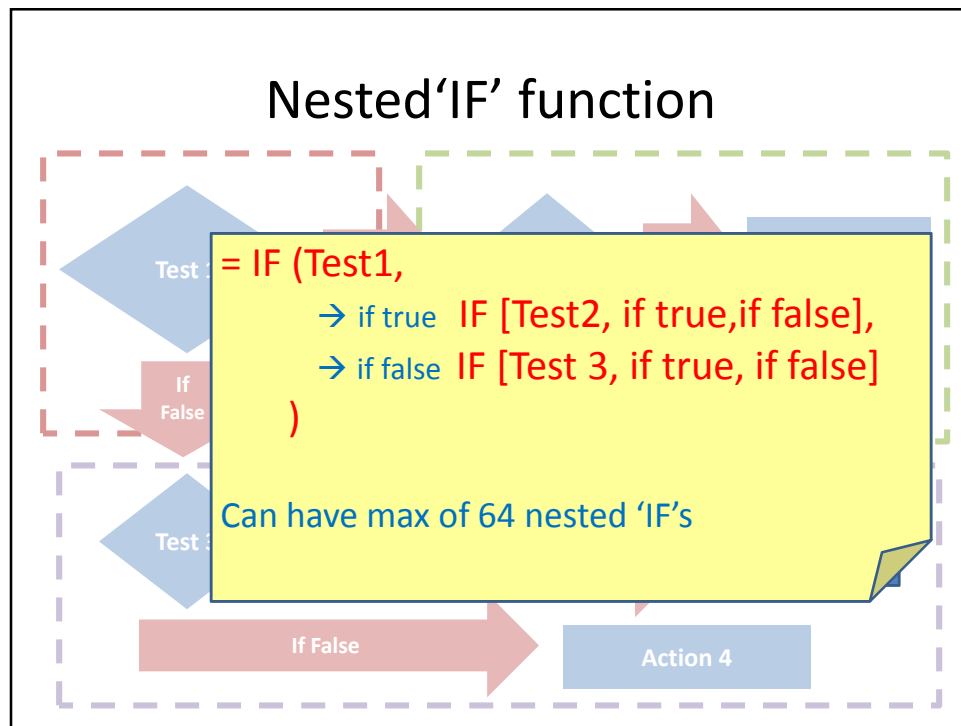 Nested‘IF’ function
Test 1
= IF (Test1,
→ if true IF [Test2, if true,if false],
→ if false IF [Test 3, if true, if false]
)
Can have max of 64 nested ‘IF’s
If
False
Test 3
If False
Action 4